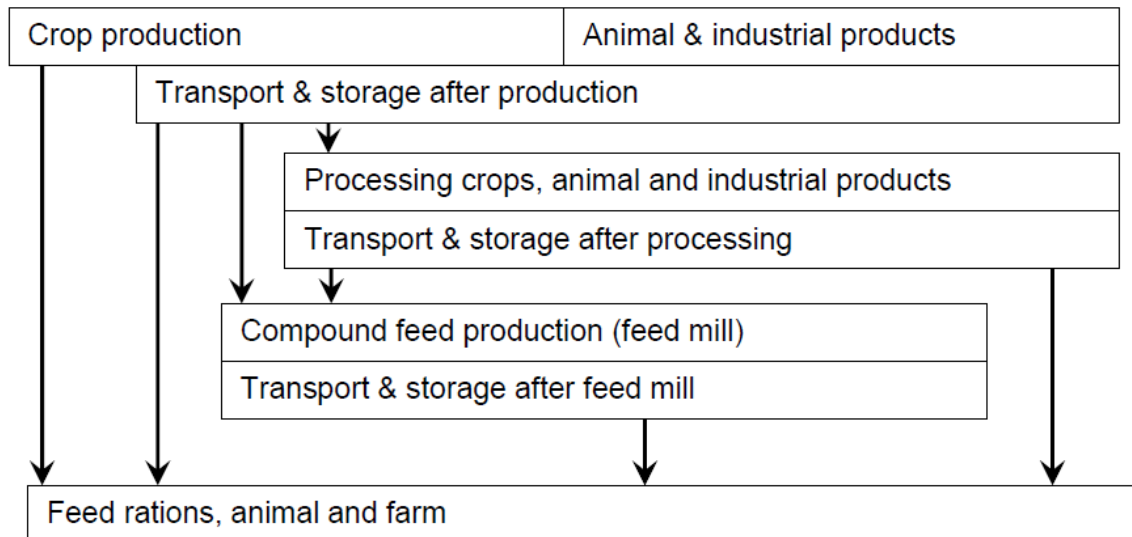 Crop production
Animal & industrial products
Transport & storage after production
Processing crops, animal and industrial products
Transport & storage after processing
Compound feed production (feed mill)
Transport & storage after feed mill
Feed rations, animal and farm